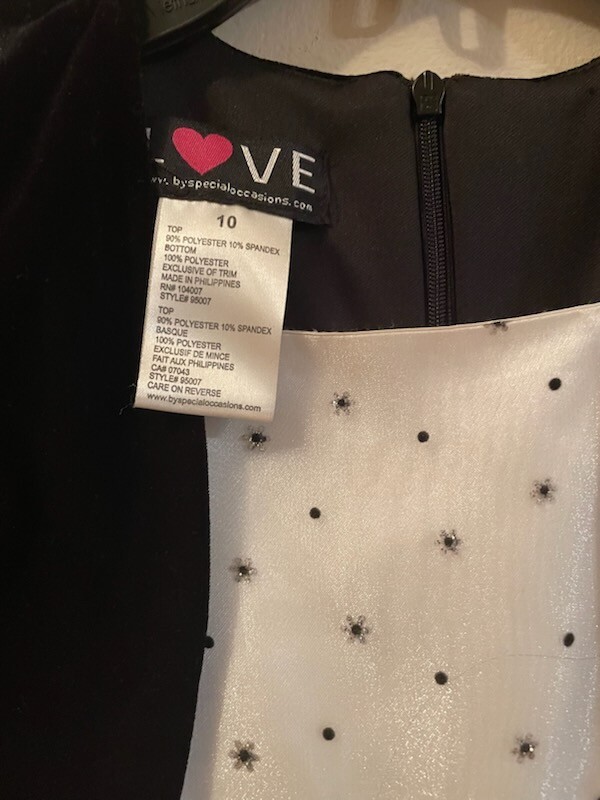 L❤VE
ww.byspecialoccasions.com
10
TOP
90% POLYESTER 10% SPANDEX
BOTTOM
100% POLYESTER
EXCLUSIVE OF TRIM
MADE IN PHILIPPINES
RN# 104007
STYLE# 95007
TOP
90% POLYESTER 10% SPANDEX
BASQUE
100% POLYESTER
EXCLUSIF DE MINCE
FAIT AUX PHILIPPINES
CA# 07043
STYLE# 95007
CARE ON REVERSE
www.byspecialoccasions.com